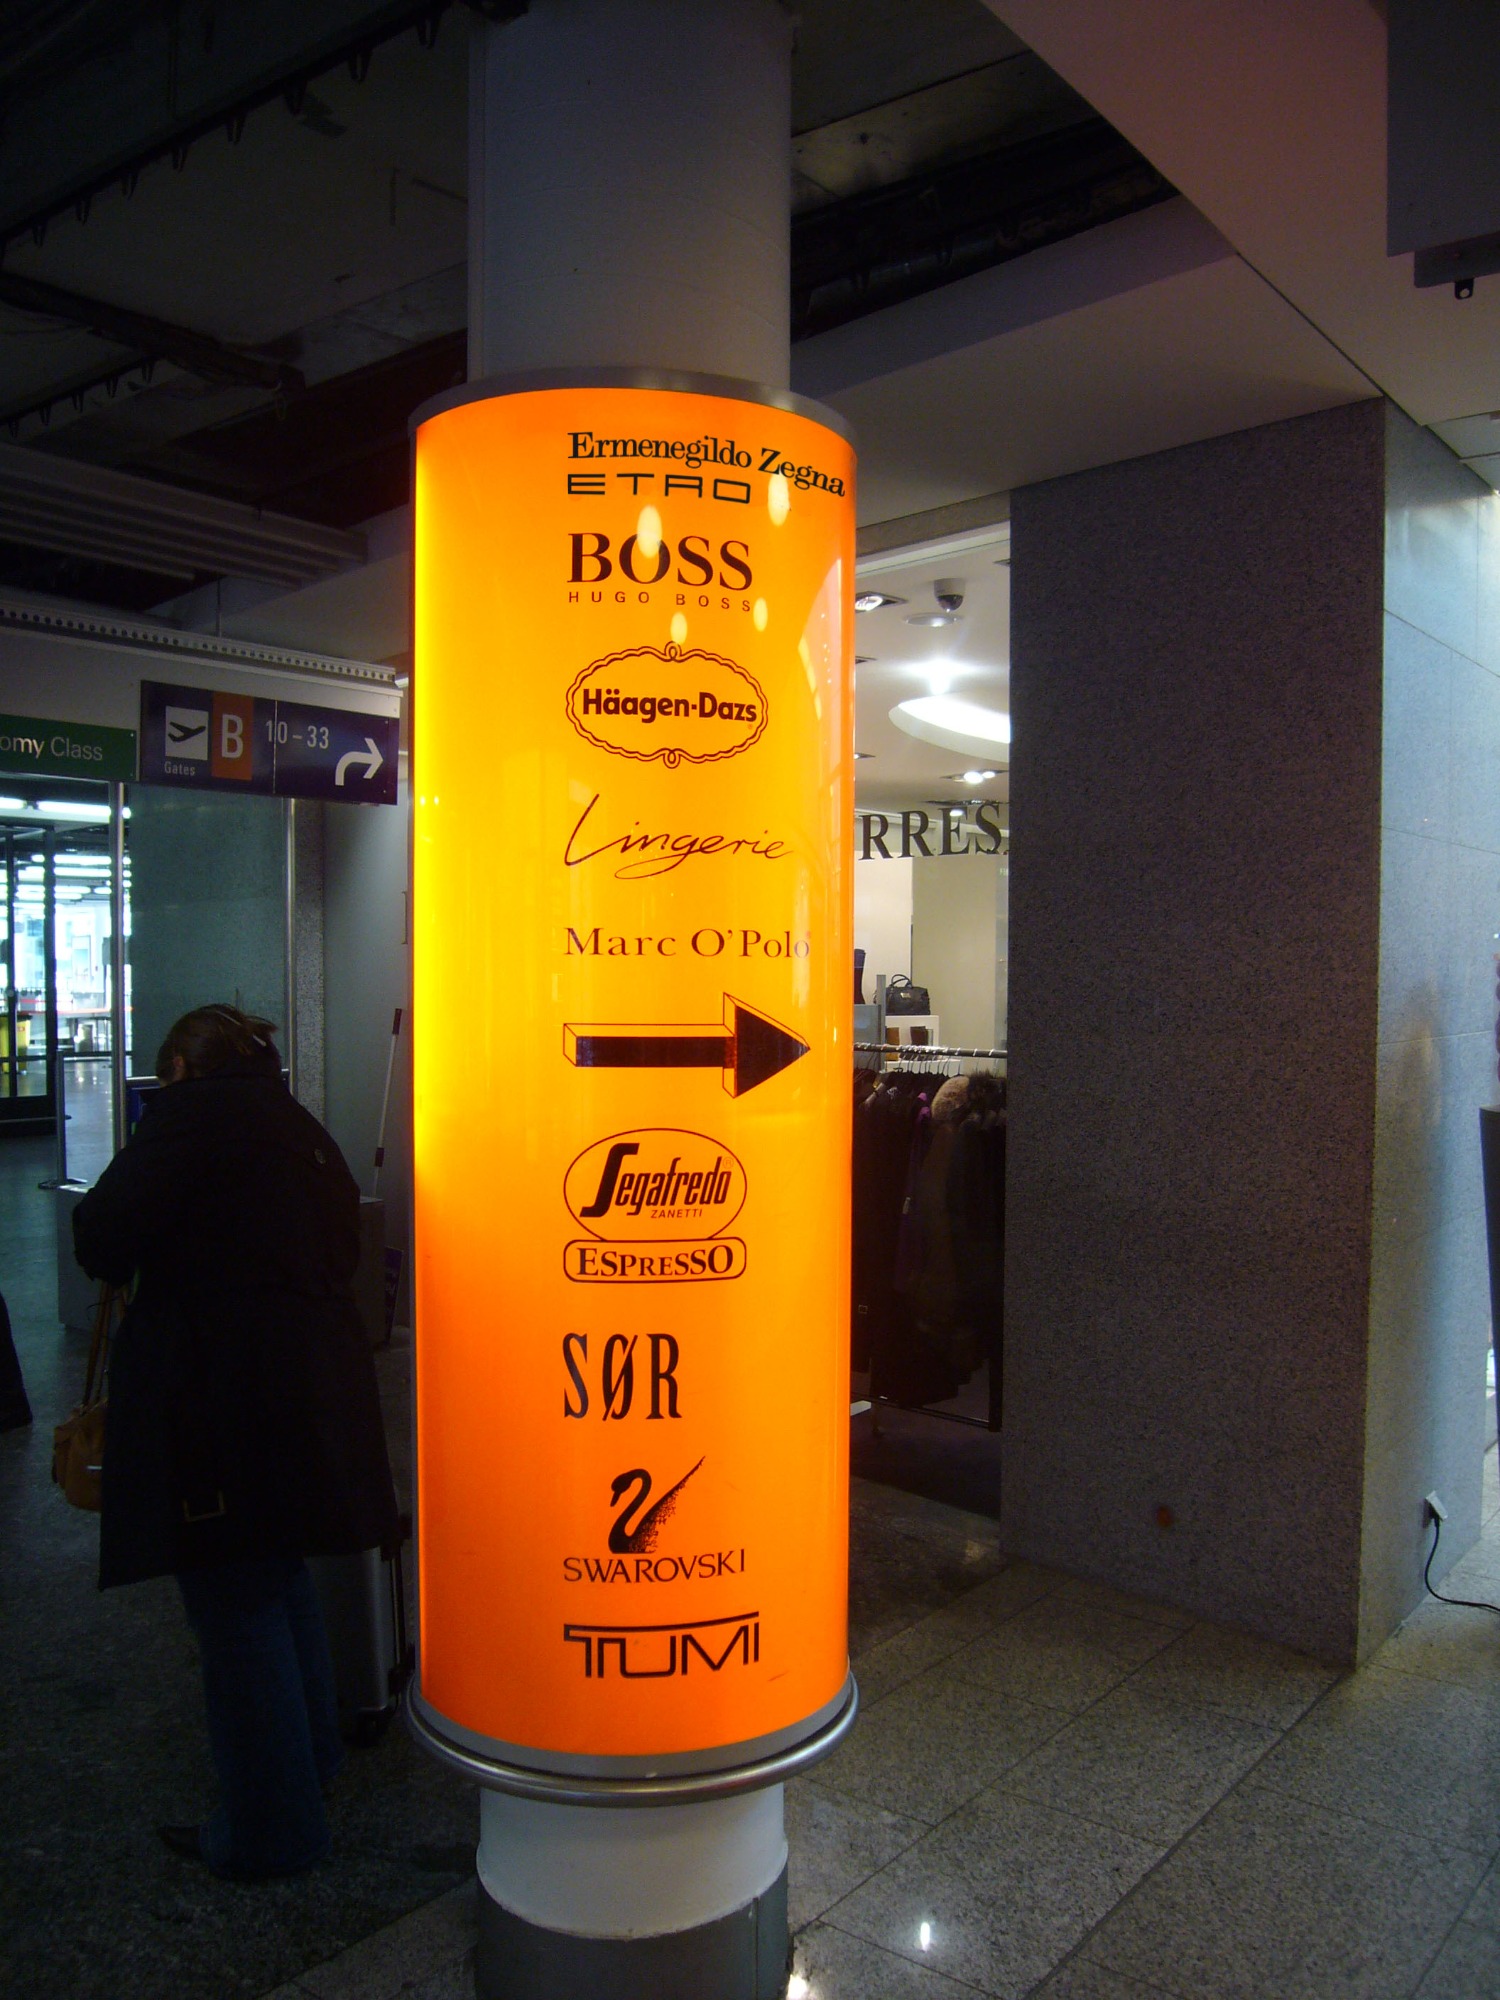 Ermenegildo Zegna
ETRO
BOSS
HUGO BOSS
Häagen-Dazs
Lingerie
Marc O'Polo
Segafredo
ZANETTI
ESPRESSO
SØR
SWAROVSKI
TUMI
omy Class
Gates
B
10-33
RRES